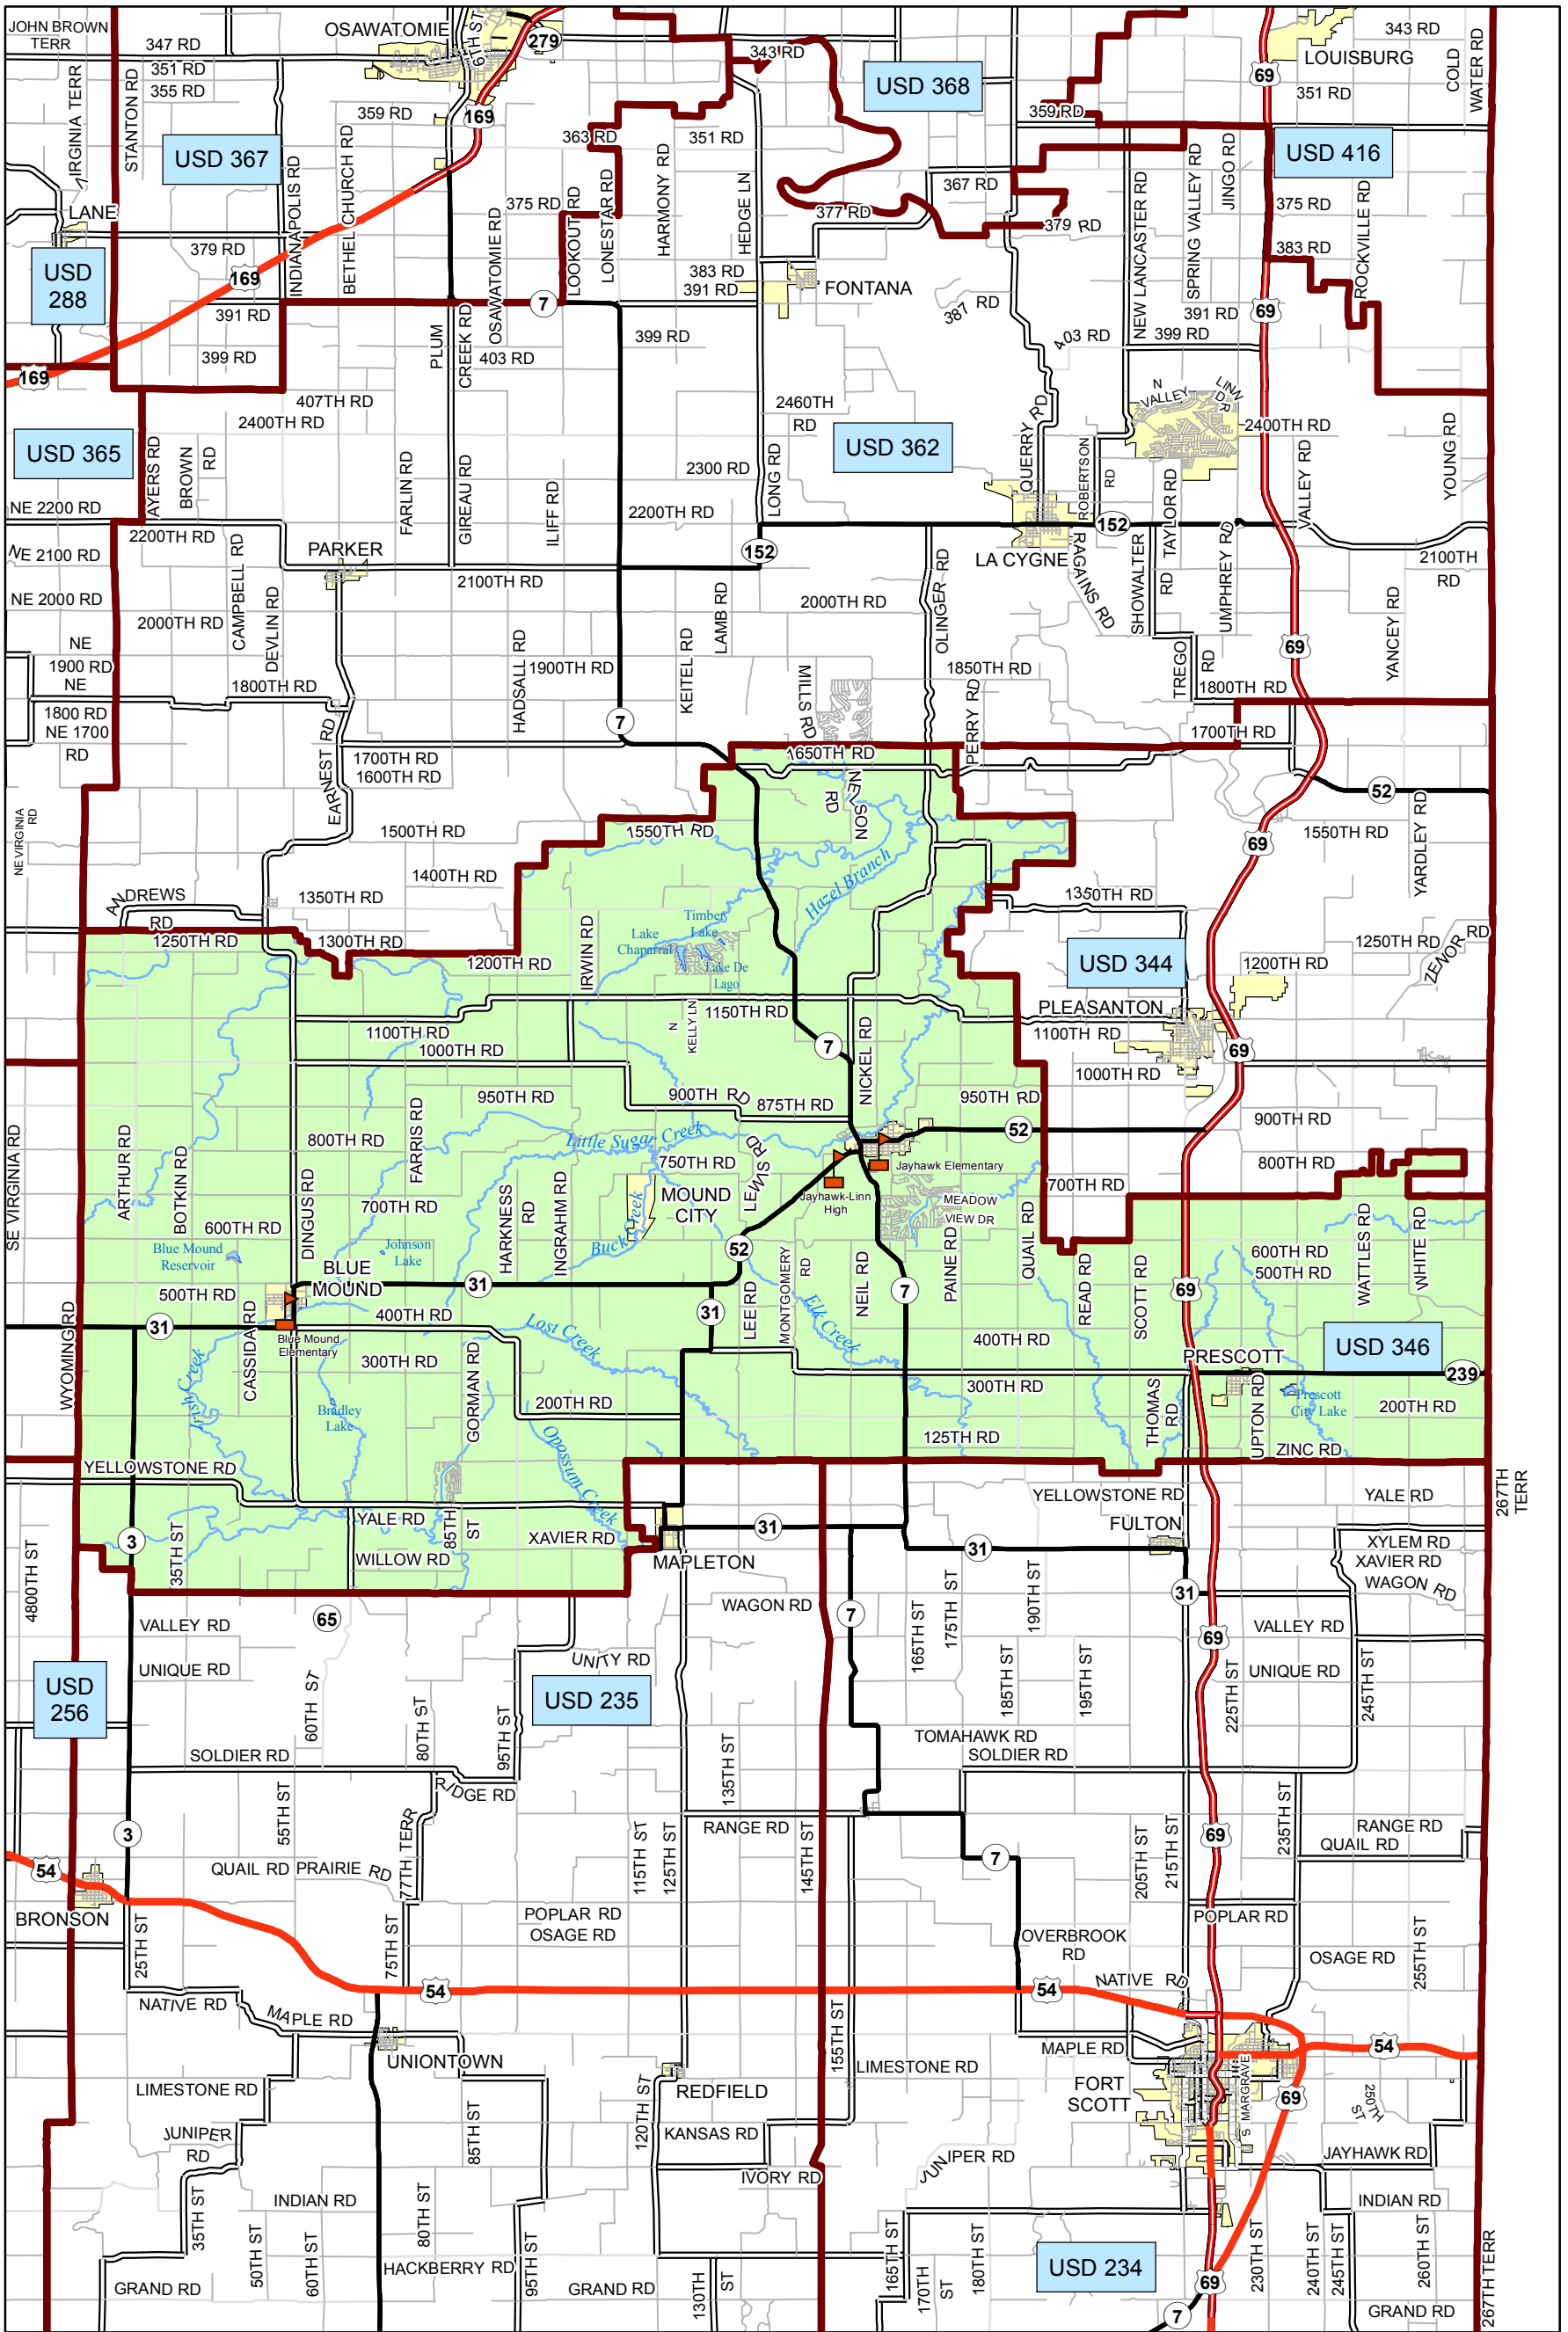 JOHN BROWN
TERR
347 RD
OSAWATOMIE
6TH ST
279
343 RD
LOUISBURG
343 RD
COLD
WATER RD
VIRGINIA TERR
STANTON RD
351 RD
355 RD
359 RD
169
USD 368
69
351 RD
359 RD
USD 367
363 RD
351 RD
USD 416
INDIANAPOLIS RD
BETHEL CHURCH RD
LANE
375 RD
OSAWATOMIE RD
LOOKOUT RD
LONESTAR RD
HARMONY RD
HEDGE LN
367 RD
377 RD
379 RD
NEW LANCASTER RD
SPRING VALLEY RD
JINGO RD
375 RD
383 RD
ROCKVILLE RD
379 RD
USD
288
169
383 RD
391 RD
FONTANA
387 RD
391 RD
69
391 RD
7
399 RD
PLUM
CREEK RD
403 RD
399 RD
403 RD
399 RD
169
407TH RD
2400TH RD
2460TH
RD
N
VALLEY
LINW
DR
2400TH RD
USD 365
AYERS RD
BROWN
RD
FARLIN RD
GIREAU RD
ILIFF RD
2300 RD
LONG RD
USD 362
QUERRY RD
ROBERTSON
RD
TAYLOR RD
VALLEY RD
YOUNG RD
NE 2200 RD
2200TH RD
2200TH RD
152
152
NE 2100 RD
CAMPBELL RD
PARKER
2100TH RD
LA CYGNE
RAGAINS RD
SHOWALTER
RD
UMPHREY RD
2100TH
RD
NE 2000 RD
2000TH RD
DEVLIN RD
LAMB RD
2000TH RD
OLINGER RD
NE
1900 RD
NE
1800 RD
NE 1700
RD
1800TH RD
HADSALL RD
1900TH RD
KEITEL RD
MILLS RD
1850TH RD
TREGO
RD
1800TH RD
69
YANCEY RD
7
EARNEST RD
1700TH RD
1600TH RD
1650TH RD
PERRY RD
1700TH RD
NELSON
RD
52
NE VIRGINIA
RD
1500TH RD
1550TH RD
69
1550TH RD
YARDLEY RD
ANDREWS
RD
1400TH RD
1350TH RD
Hazel Branch
1350TH RD
1250TH RD
1300TH RD
1200TH RD
IRWIN RD
Timber
Lake
Lake
Chaparral
Lake De
Lago
USD 344
1250TH RD
ZENOR RD
1200TH RD
1100TH RD
1000TH RD
N
KELLY LN
1150TH RD
7
NICKEL RD
PLEASANTON
1100TH RD
69
1000TH RD
950TH RD
900TH RD
875TH RD
950TH RD
52
900TH RD
SE VIRGINIA RD
ARTHUR RD
BOTKIN RD
DINGUS RD
800TH RD
FARRIS RD
Little Sugar Creek
750TH RD
LEWIS RD
Jayhawk Elementary
Jayhawk-Linn
High
MEADOW
VIEW DR
700TH RD
800TH RD
700TH RD
HARKNESS
RD
INGRAHM RD
MOUND
CITY
Buck Creek
600TH RD
Blue Mound
Reservoir
Johnson
Lake
52
MONTGOMERY
RD
NEIL RD
PAINE RD
QUAIL RD
READ RD
SCOTT RD
600TH RD
500TH RD
WATTLES RD
WHITE RD
BLUE
MOUND
500TH RD
31
31
7
69
WYOMING RD
31
CASSIDA RD
Blue Mound
Elementary
400TH RD
Lost Creek
LEE RD
Elk Creek
400TH RD
USD 346
Irish Creek
300TH RD
GORMAN RD
PRESCOTT
239
300TH RD
Bradley
Lake
200TH RD
THOMAS
RD
UPTON RD
Prescott
City Lake
200TH RD
Opossum Creek
125TH RD
ZINC RD
YELLOWSTONE RD
YELLOWSTONE RD
YALE RD
267TH
TERR
4800TH ST
3
35TH ST
YALE RD
85TH
ST
XAVIER RD
31
FULTON
WILLOW RD
MAPLETON
31
XYLEM RD
XAVIER RD
WAGON RD
65
WAGON RD
7
175TH ST
190TH ST
31
VALLEY RD
69
VALLEY RD
USD
256
UNIQUE RD
60TH ST
UNITY RD
USD 235
165TH ST
185TH ST
195TH ST
225TH ST
UNIQUE RD
245TH ST
80TH ST
95TH ST
SOLDIER RD
TOMAHAWK RD
SOLDIER RD
RIDGE RD
135TH ST
3
55TH ST
77TH TERR
115TH ST
125TH ST
RANGE RD
145TH ST
7
205TH ST
215TH ST
69
235TH ST
RANGE RD
QUAIL RD
54
QUAIL RD
PRAIRIE RD
BRONSON
25TH ST
75TH ST
POPLAR RD
OSAGE RD
OVERBROOK
RD
POPLAR RD
OSAGE RD
255TH ST
54
54
NATIVE RD
NATIVE RD
MAPLE RD
UNIONTOWN
155TH ST
LIMESTONE RD
MAPLE RD
54
REDFIELD
FORT
SCOTT
S MARGRAVE
69
250TH
ST
LIMESTONE RD
JUNIPER
RD
85TH ST
120TH ST
KANSAS RD
IVORY RD
JUNIPER RD
JAYHAWK RD
35TH ST
INDIAN RD
80TH ST
INDIAN RD
50TH ST
60TH ST
HACKBERRY RD
95TH ST
165TH ST
180TH ST
USD 234
230TH ST
240TH ST
245TH ST
260TH ST
267TH TERR
GRAND RD
GRAND RD
130TH
ST
170TH
ST
69
7
GRAND RD